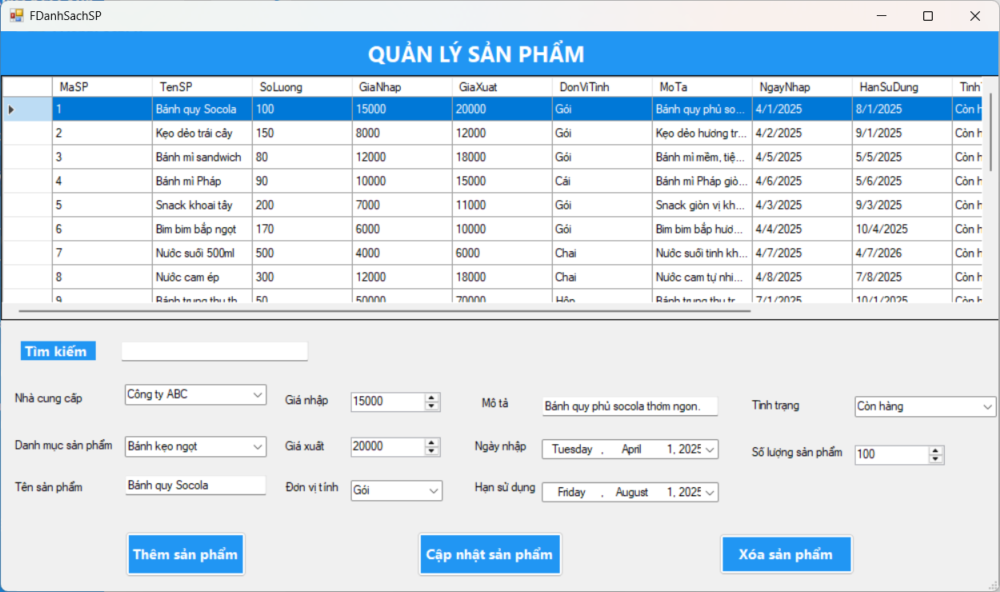 FDanhSachSP
QUẢN LÝ SẢN PHẨM
MaSP TenSP SoLuong GiaNhap GiaXuat DonViTinh MoTa NgayNhap HanSuDung
1 Bánh quy Socola 100 15000 20000 Gói Bánh quy phủ so... 4/1/2025 8/1/2025 Còn
2 Kẹo dẻo trái cây 150 8000 12000 Gói Kẹo dẻo hương tr... 4/2/2025 9/1/2025 Còn
3 Bánh mì sandwich 80 12000 18000 Gói Bánh mì mềm, tiệ... 4/5/2025 5/5/2025 Còn
4 Bánh mì Pháp 90 10000 15000 Cái Bánh mì Pháp giò... 4/6/2025 5/6/2025 Còn
5 Snack khoai tây 200 7000 11000 Gói Snack giòn vị kh... 4/3/2025 9/3/2025 Còn
6 Bim bim bắp ngọt 170 6000 10000 Gói Bim bim bắp hươ... 4/4/2025 10/4/2025 Còn
7 Nước suối 500ml 500 4000 6000 Chai Nước suối tinh kh... 4/7/2025 4/7/2026 Còn
8 Nước cam ép 300 12000 18000 Chai Nước cam tự nhi... 4/8/2025 7/8/2025 Còn
9 Bánh trung thu th 50 50000 70000 Hộp Bánh trung thu tr 7/1/2025 10/1/2025 Còn
Tìm kiếm
Nhà cung cấp Công ty ABC Giá nhập 15000 Mô tả Bánh quy phủ socola thơm ngon. Tình trạng Còn hàng
Danh mục sản phẩm Bánh kẹo ngọt Giá xuất 20000 Ngày nhập Tuesday , April 1, 2025 Số lượng sản phẩm 100
Tên sản phẩm Bánh quy Socola Đơn vị tính Gói Hạn sử dụng Friday , August 1, 2025
Thêm sản phẩm Cập nhật sản phẩm Xóa sản phẩm